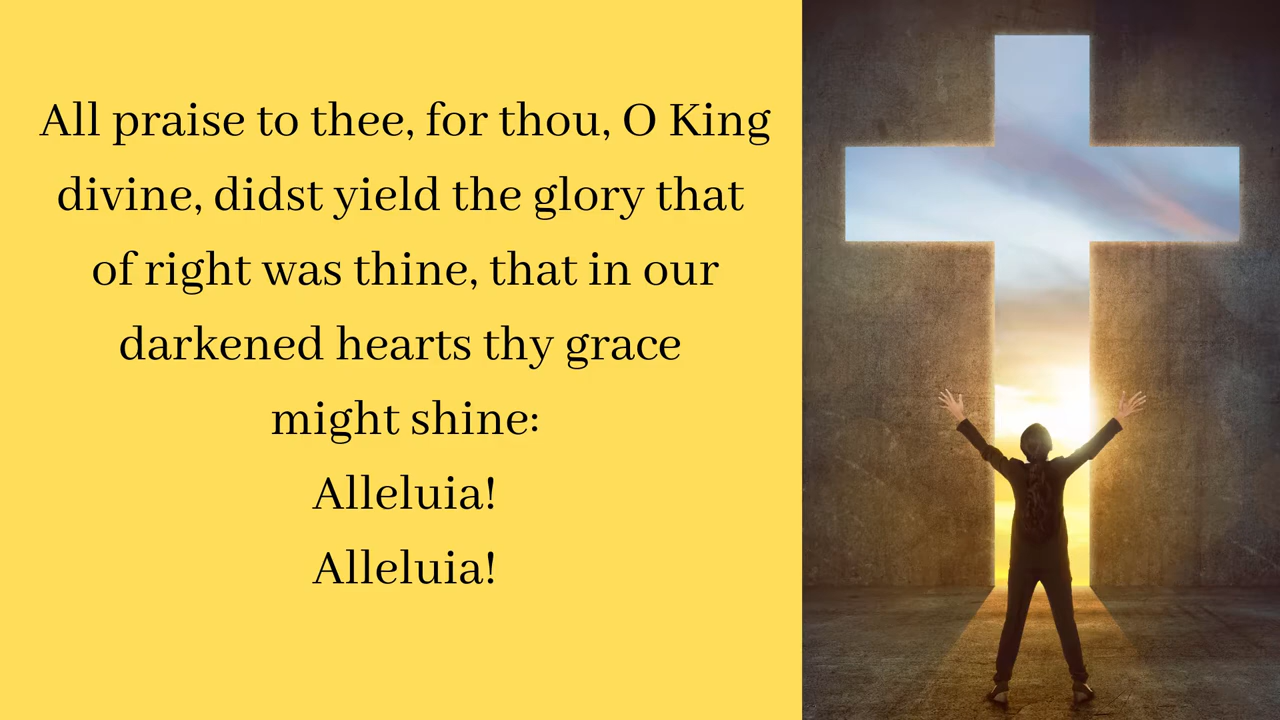 All praise to thee, for thou, O King
divine, didst yield the glory that
of right was thine, that in our
darkened hearts thy grace
might shine:
Alleluia!
Alleluia!